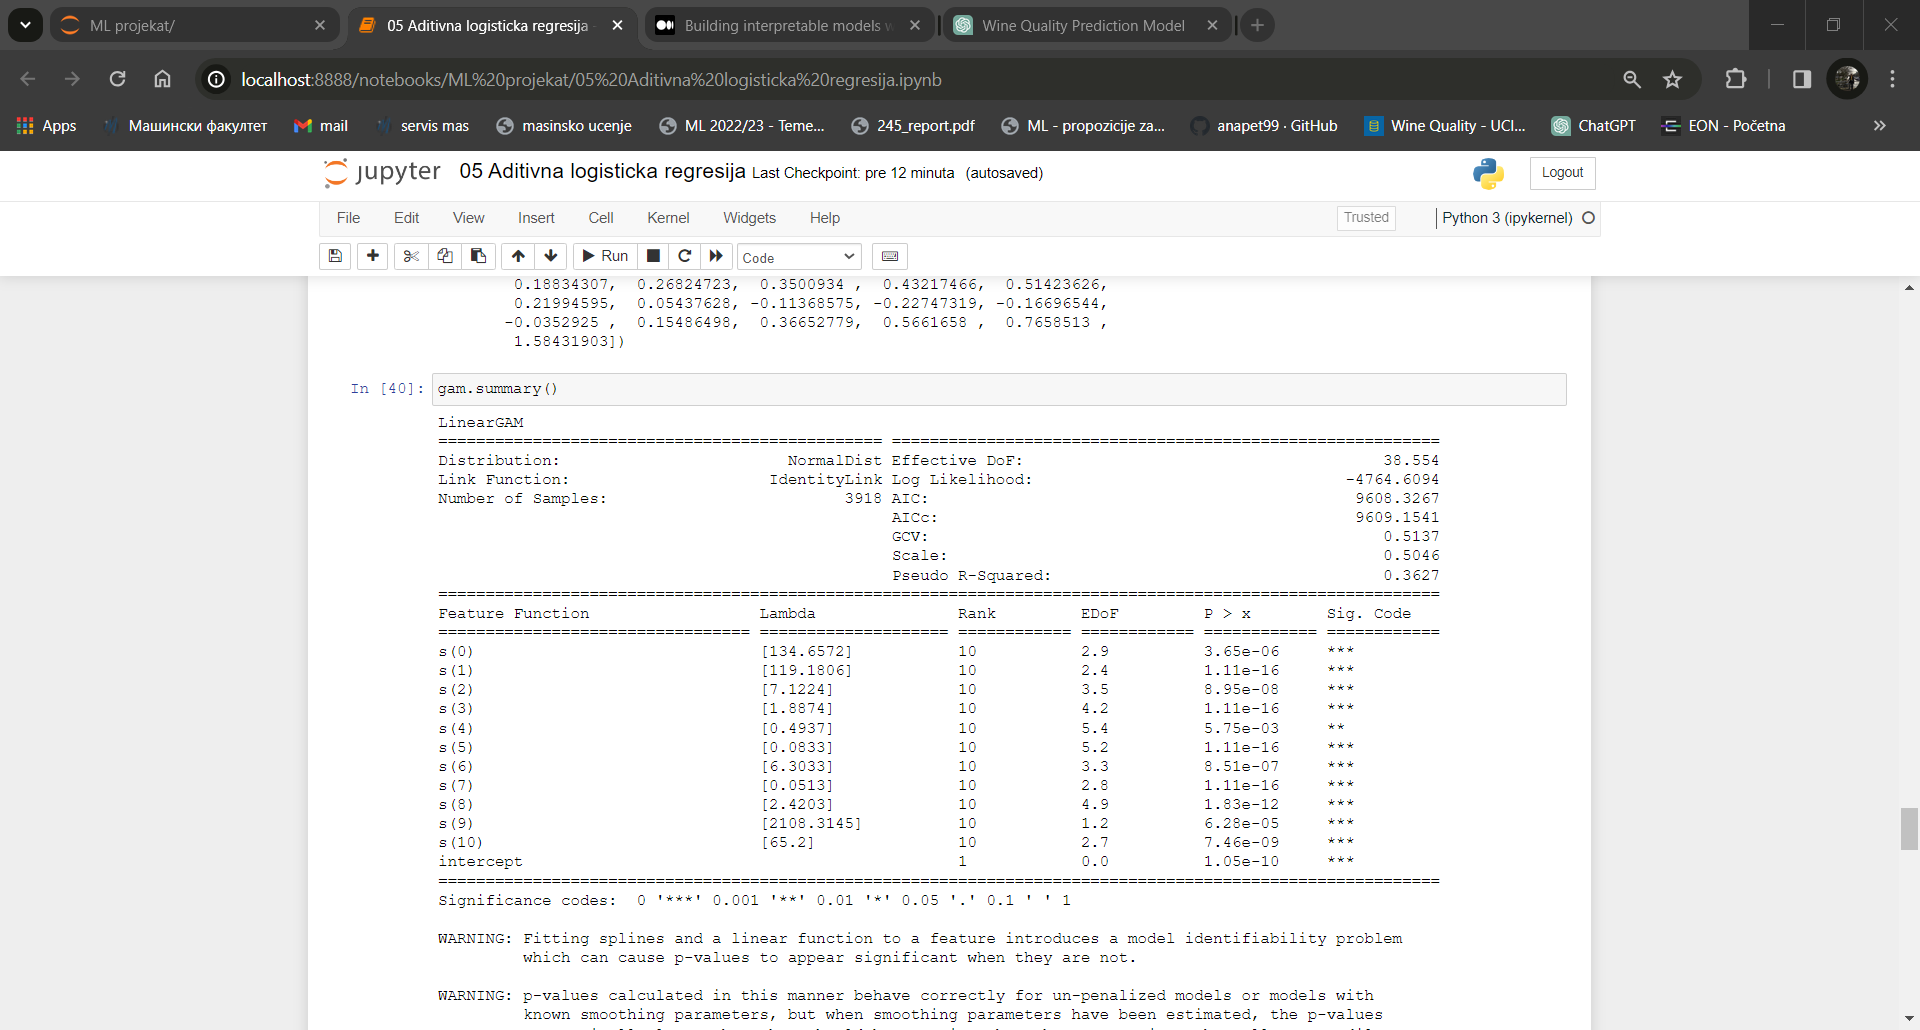 ML projekat/
05 Aditivna logisticka regresija
Building interpretable models w
Wine Quality Prediction Model
localhost:8888/notebooks/ML%20projekat/05%20Aditivna%20logisticka%20regresija.ipynb
Apps
Машински факултет
mail
servis mas
masinsko ucenje
ML 2022/23 - Teme...
245_report.pdf
ML - propozicije za...
anapet99 · GitHub
Wine Quality - UCI...
ChatGPT
EON - Početna
jupyter 05 Aditivna logisticka regresija Last Checkpoint: pre 12 minuta (autosaved)
Logout
File Edit View Insert Cell Kernel Widgets Help
Trusted
Python 3 (ipykernel)
Run
Code
0.18834307, 0.26824723, 0.3500934 , 0.43217466, 0.51423626,
0.21994595, 0.05437628, -0.11368575, -0.22747319, -0.16696544,
-0.0352925 , 0.15486498, 0.36652779, 0.5661658 , 0.7658513 ,
1.58431903])
In [40]: gam.summary()
LinearGAM
=============================================== ==========================================================
Distribution: NormalDist Effective DoF: 38.554
Link Function: IdentityLink Log Likelihood: -4764.6094
Number of Samples: 3918 AIC: 9608.3267
AICc: 9609.1541
GCV: 0.5137
Scale: 0.5046
Pseudo R-Squared: 0.3627
==========================================================================================================
Feature Function Lambda Rank EDoF P > x Sig. Code
================================= ==================== ============ ============ ============ ============
s(0) [134.6572] 10 2.9 3.65e-06 ***
s(1) [119.1806] 10 2.4 1.11e-16 ***
s(2) [7.1224] 10 3.5 8.95e-08 ***
s(3) [1.8874] 10 4.2 1.11e-16 ***
s(4) [0.4937] 10 5.4 5.75e-03 **
s(5) [0.0833] 10 5.2 1.11e-16 ***
s(6) [6.3033] 10 3.3 8.51e-07 ***
s(7) [0.0513] 10 2.8 1.11e-16 ***
s(8) [2.4203] 10 4.9 1.83e-12 ***
s(9) [2108.3145] 10 1.2 6.28e-05 ***
s(10) [65.2] 10 2.7 7.46e-09 ***
intercept 1 0.0 1.05e-10 ***
==========================================================================================================
Significance codes: 0 '***' 0.001 '**' 0.01 '*' 0.05 '.' 0.1 ' ' 1
WARNING: Fitting splines and a linear function to a feature introduces a model identifiability problem
which can cause p-values to appear significant when they are not.
WARNING: p-values calculated in this manner behave correctly for un-penalized models or models with
known smoothing parameters, but when smoothing parameters have been estimated, the p-values